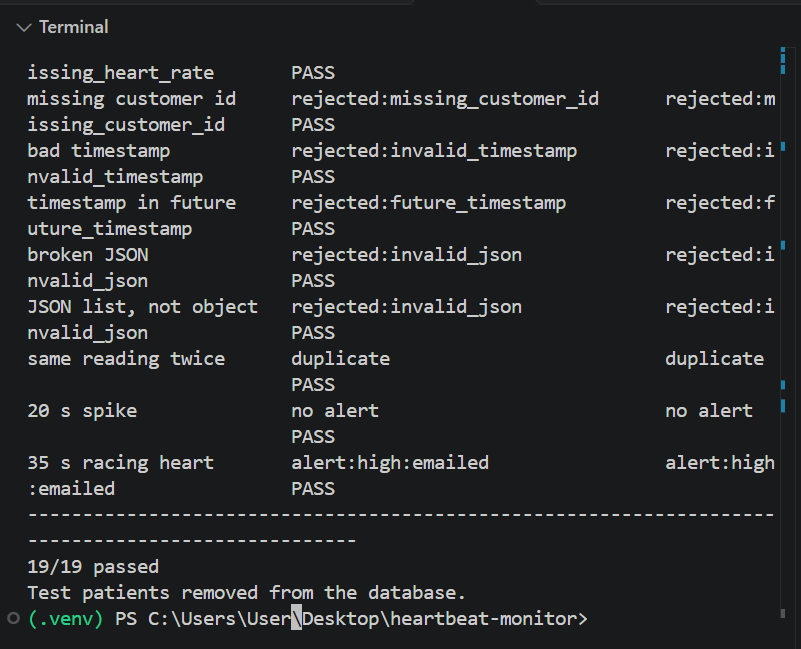 Terminal
issing_heart_rate PASS
missing customer id rejected:missing_customer_id rejected:m
issing_customer_id PASS
bad timestamp rejected:invalid_timestamp rejected:i
nvalid_timestamp PASS
timestamp in future rejected:future_timestamp rejected:f
uture_timestamp PASS
broken JSON rejected:invalid_json rejected:i
nvalid_json PASS
JSON list, not object rejected:invalid_json rejected:i
nvalid_json PASS
same reading twice duplicate duplicate
PASS
20 s spike no alert no alert
PASS
35 s racing heart alert:high:emailed alert:high
:emailed PASS
--------------------------------------------------------------------
------------------------------
19/19 passed
Test patients removed from the database.
(.venv) PS C:\Users\User\Desktop\heartbeat-monitor>